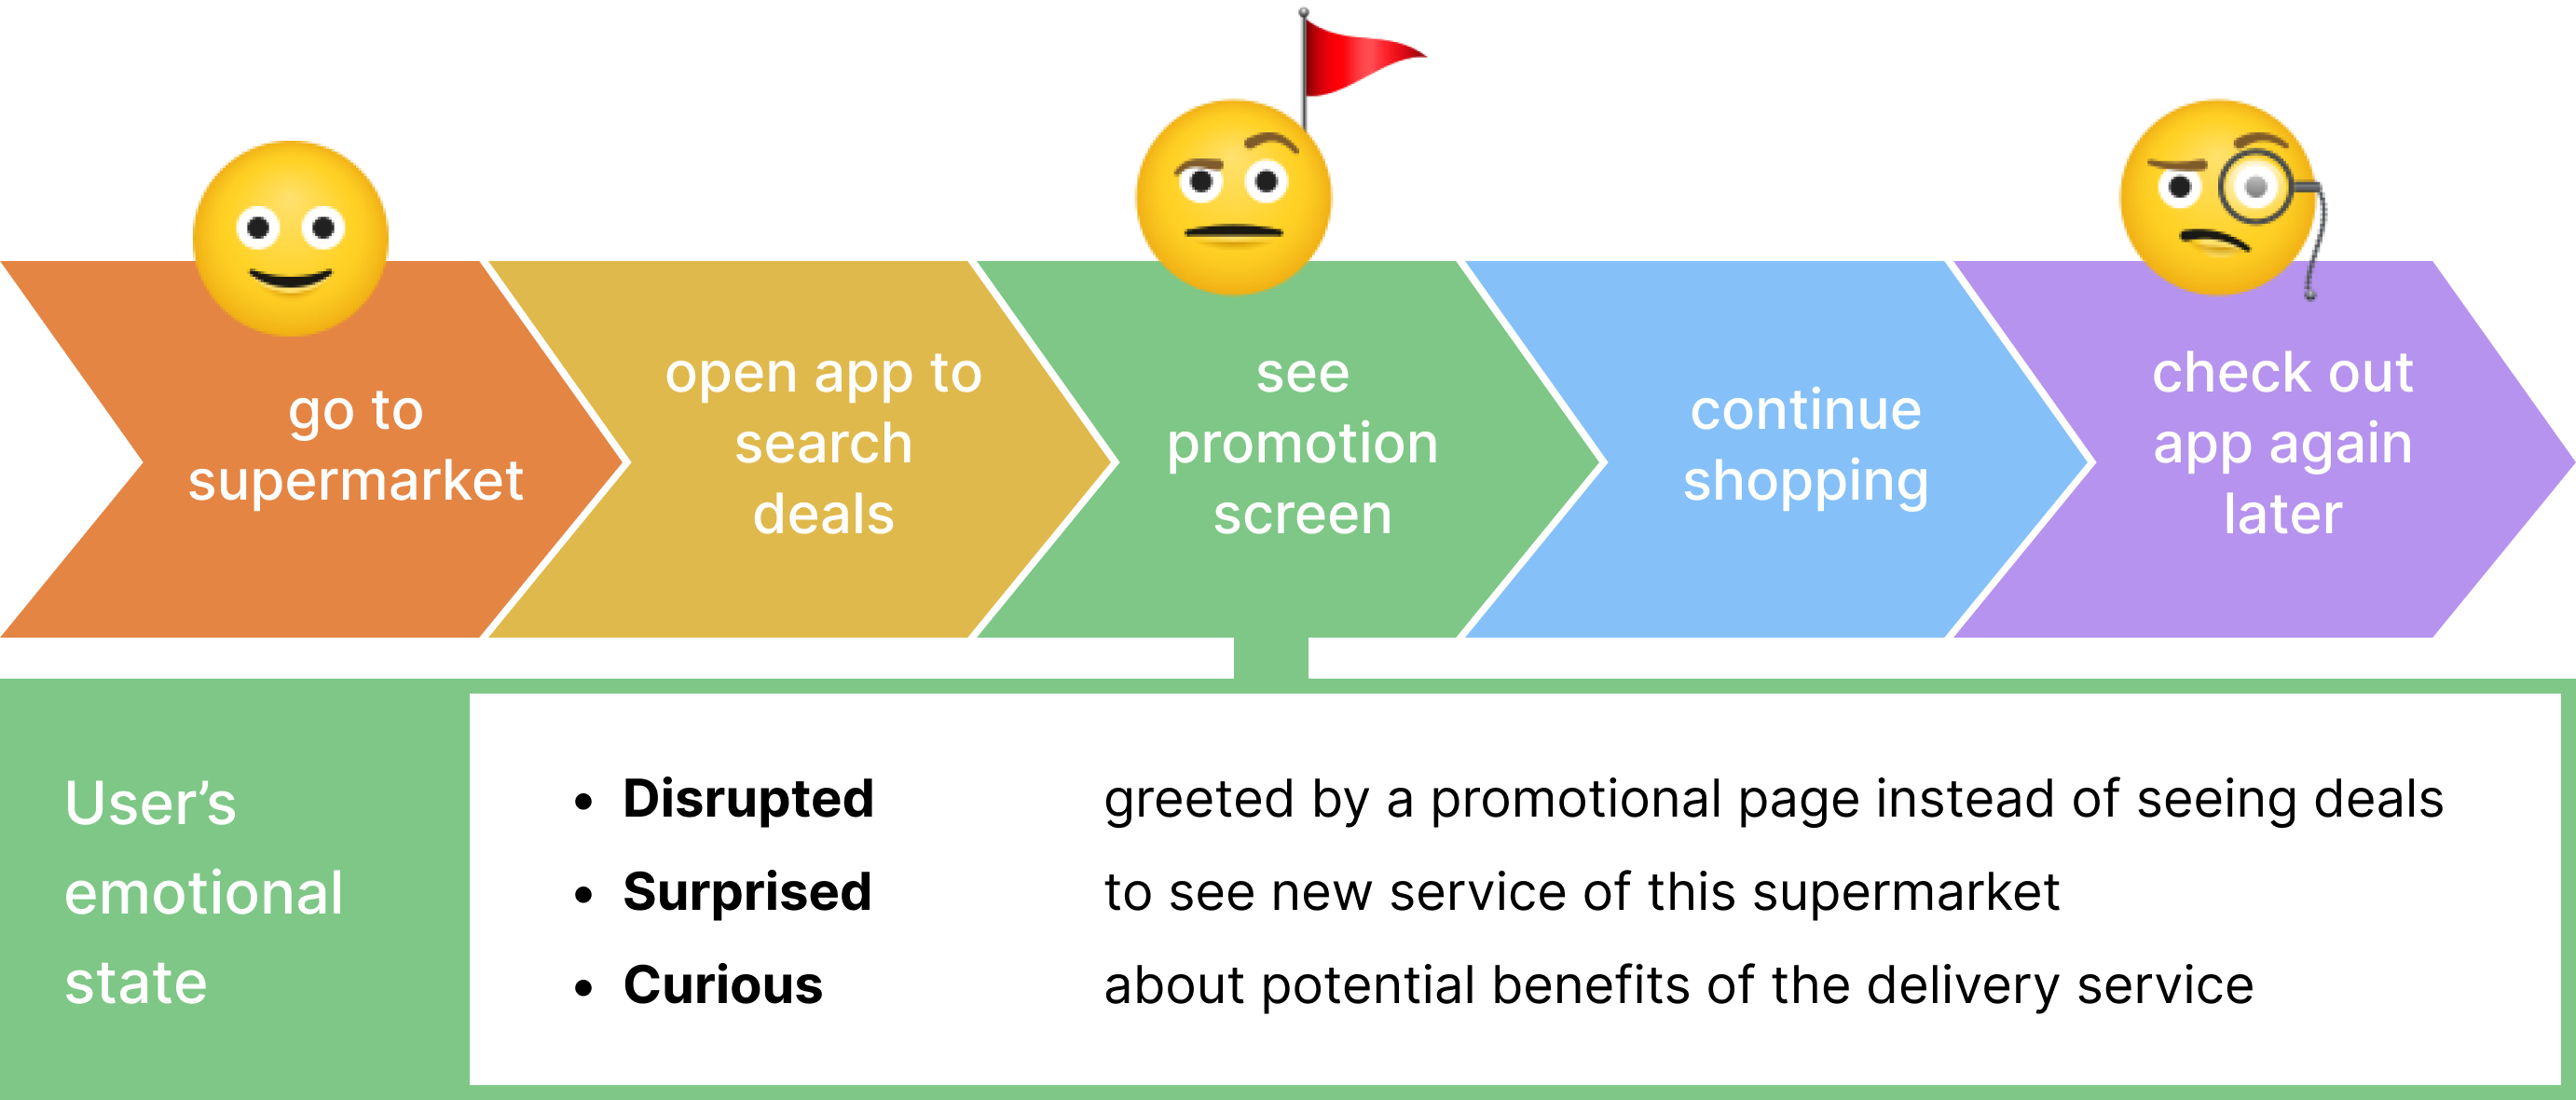 go to
supermarket
open app to
search
deals
see
promotion
screen
continue
shopping
check out
app again
later
User’s
emotional
state
• Disrupted greeted by a promotional page instead of seeing deals
• Surprised to see new service of this supermarket
• Curious about potential benefits of the delivery service